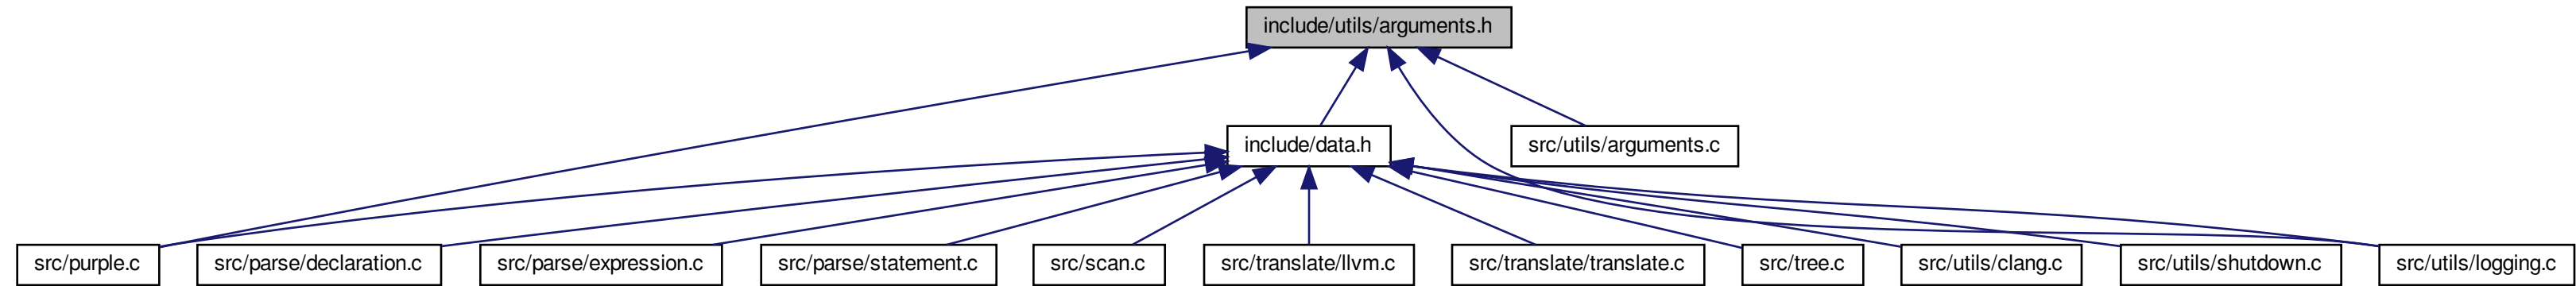 include/utils/arguments.h
include/data.h
src/utils/arguments.c
src/purple.c
src/parse/declaration.c
src/parse/expression.c
src/parse/statement.c
src/scan.c
src/translate/llvm.c
src/translate/translate.c
src/tree.c
src/utils/clang.c
src/utils/shutdown.c
src/utils/logging.c